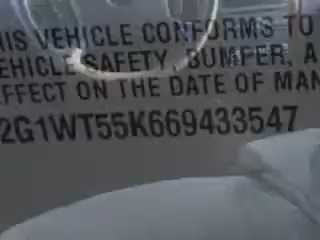 HIS VEHICLE CONFORMS TO
EHICLE SAFETY, BUMPER, A
FFECT ON THE DATE OF MAN
2G1WT55K669433547